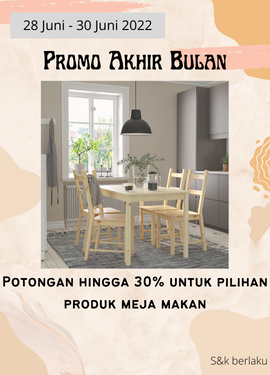 28 Juni - 30 Juni 2022
Promo Akhir Bulan
Potongan hingga 30% untuk pilihan
produk meja makan
S&k berlaku